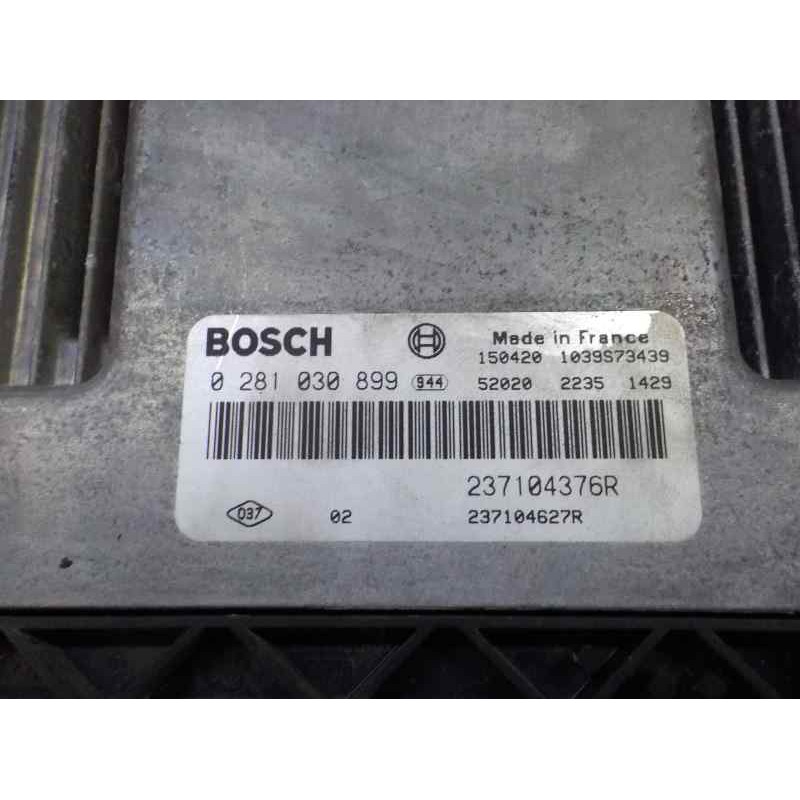 BOSCH Made in France
150420 1039S73439
0 281 030 899 944 52020 2235 1429
237104376R
037 02 237104627R